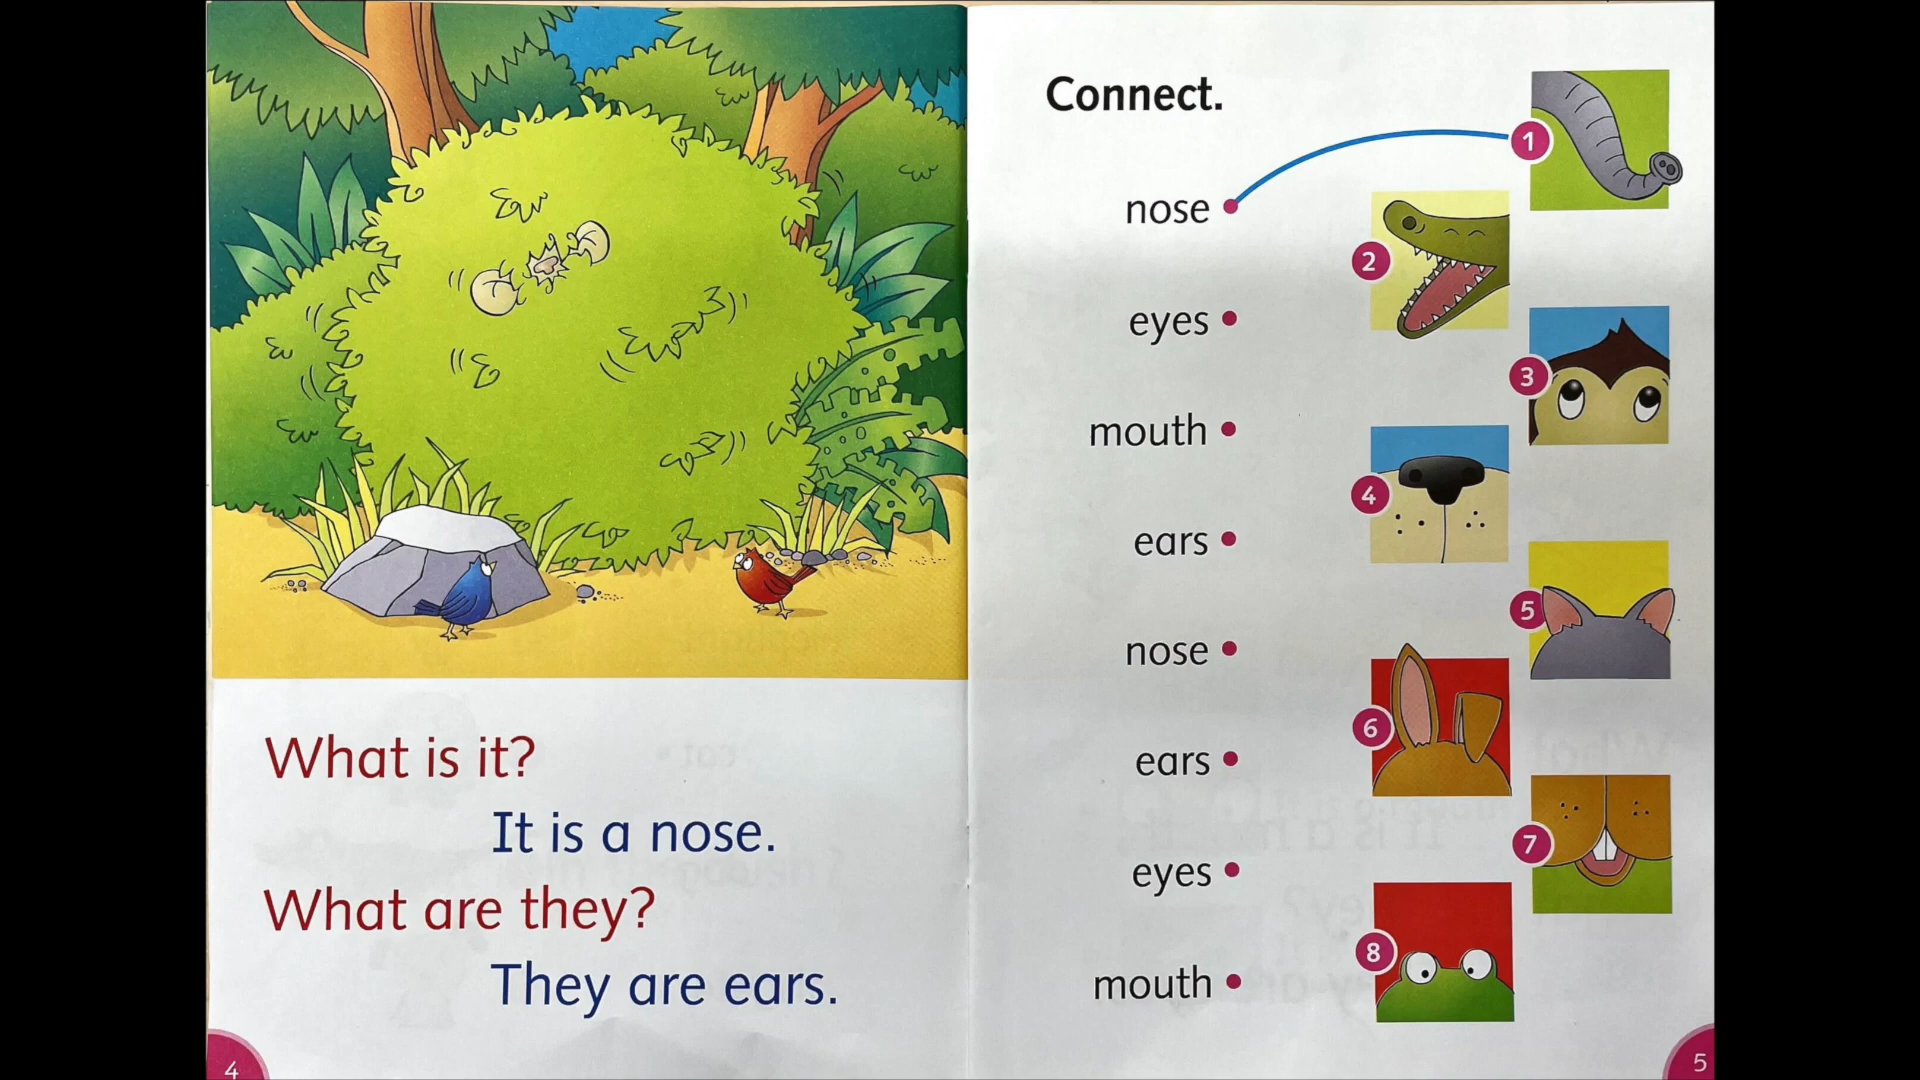 What is it?
It is a nose.
What are they?
They are ears.
4
Connect.
nose
eyes
mouth
ears
nose
ears
eyes
mouth
1
2
3
4
5
6
7
8
5